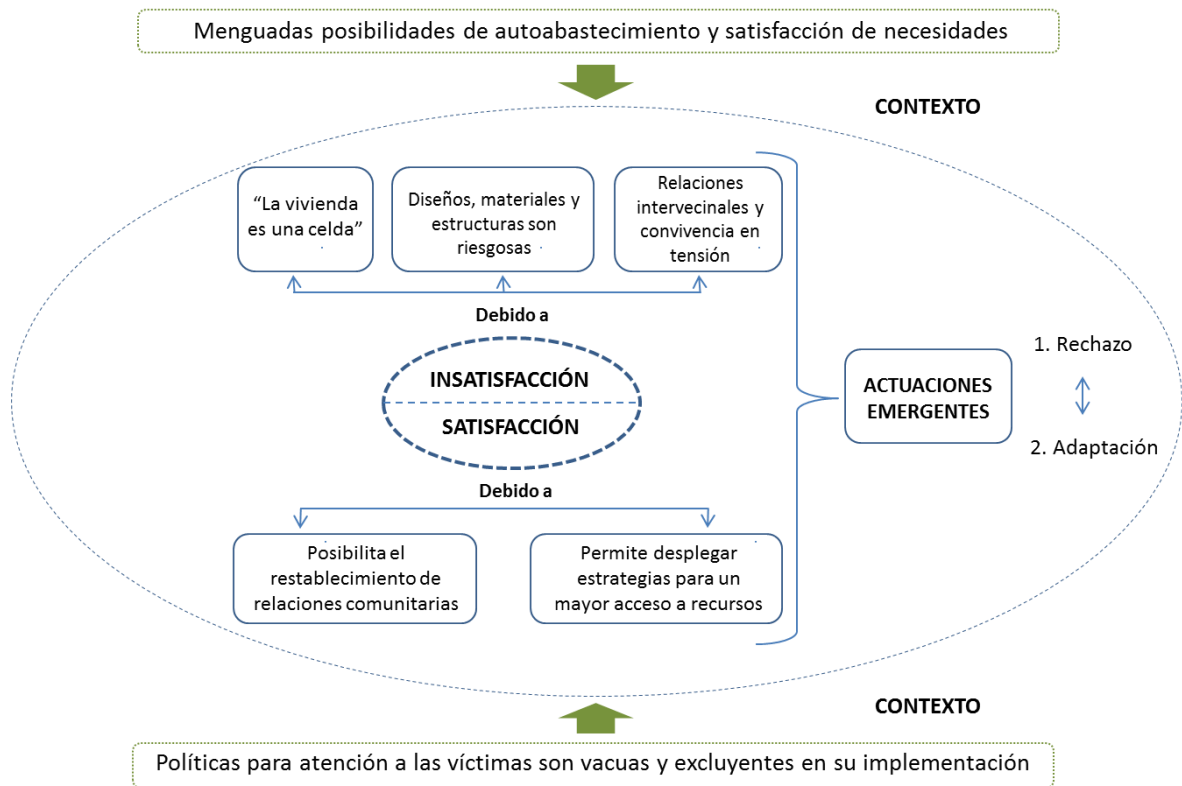 Menguadas posibilidades de autoabastecimiento y satisfacción de necesidades
CONTEXTO
“La vivienda
es una celda”
Diseños, materiales y
estructuras son
riesgosas
Relaciones
intervecinales y
convivencia en
tensión
Debido a
INSATISFACCIÓN
SATISFACCIÓN
Debido a
Posibilita el
restablecimiento de
relaciones comunitarias
Permite desplegar
estrategias para un
mayor acceso a recursos
ACTUACIONES
EMERGENTES
1. Rechazo
2. Adaptación
CONTEXTO
Políticas para atención a las víctimas son vacuas y excluyentes en su implementación